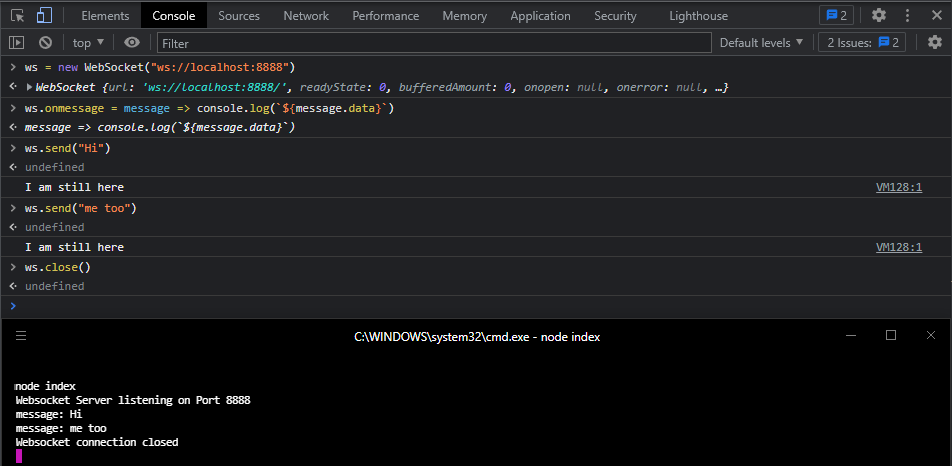 Elements Console Sources Network Performance Memory Application Security Lighthouse 2
top Filter Default levels 2 Issues: 2
> ws = new WebSocket("ws://localhost:8888")
WebSocket {url: 'ws://localhost:8888/', readyState: 0, bufferedAmount: 0, onopen: null, onerror: null, …}
> ws.onmessage = message => console.log(`${message.data}`)
message => console.log(`${message.data}`)
> ws.send("Hi")
undefined
I am still here VM128:1
> ws.send("me too")
undefined
I am still here VM128:1
> ws.close()
undefined
>
C:\WINDOWS\system32\cmd.exe - node index
node index
Websocket Server listening on Port 8888
message: Hi
message: me too
Websocket connection closed